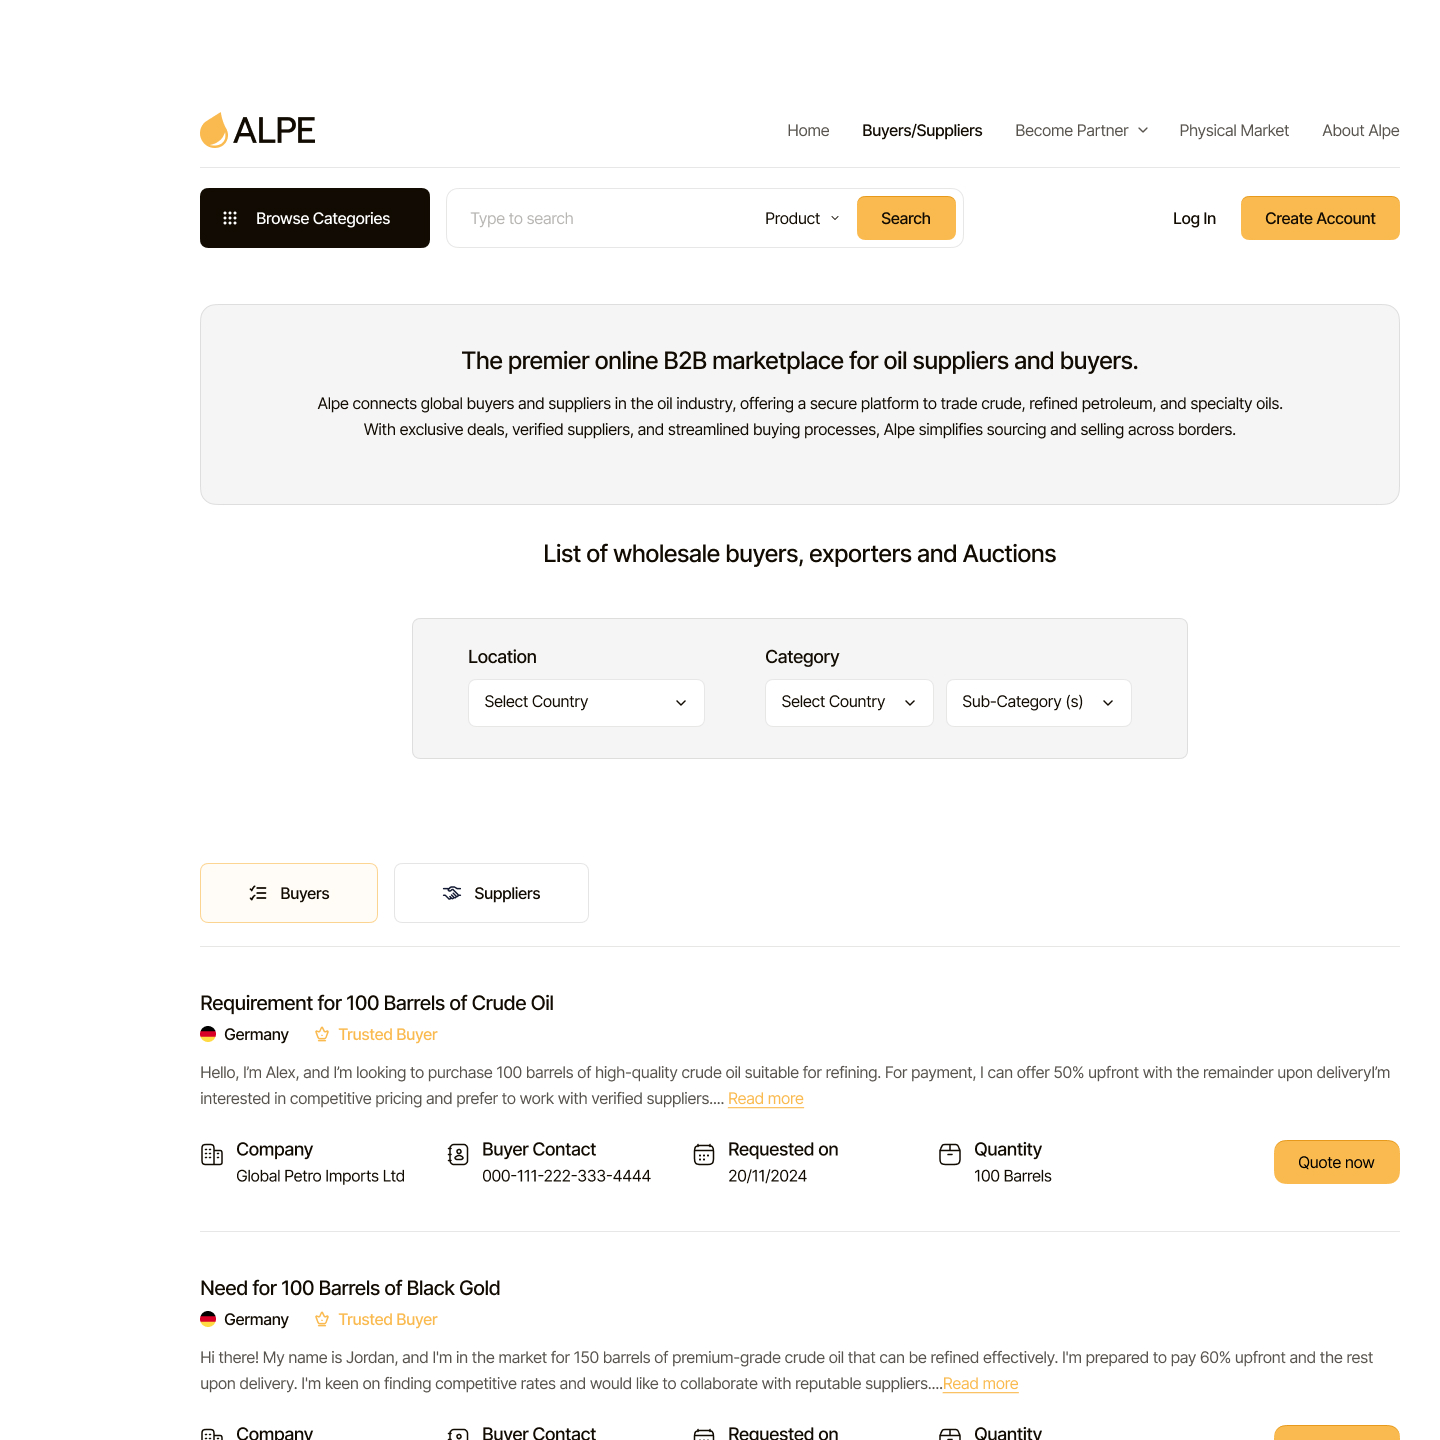 ALPE
Home Buyers/Suppliers Become Partner Physical Market About Alpe
Browse Categories Type to search Product Search Log In Create Account
The premier online B2B marketplace for oil suppliers and buyers.
Alpe connects global buyers and suppliers in the oil industry, offering a secure platform to trade crude, refined petroleum, and specialty oils.
With exclusive deals, verified suppliers, and streamlined buying processes, Alpe simplifies sourcing and selling across borders.
List of wholesale buyers, exporters and Auctions
Location Category
Select Country Select Country Sub-Category (s)
Buyers Suppliers
Requirement for 100 Barrels of Crude Oil
Germany Trusted Buyer
Hello, I'm Alex, and I'm looking to purchase 100 barrels of high-quality crude oil suitable for refining. For payment, I can offer 50% upfront with the remainder upon deliveryI'm
interested in competitive pricing and prefer to work with verified suppliers.... Read more
Company Buyer Contact Requested on Quantity
Global Petro Imports Ltd 000-111-222-333-4444 20/11/2024 100 Barrels Quote now
Need for 100 Barrels of Black Gold
Germany Trusted Buyer
Hi there! My name is Jordan, and I'm in the market for 150 barrels of premium-grade crude oil that can be refined effectively. I'm prepared to pay 60% upfront and the rest
upon delivery. I'm keen on finding competitive rates and would like to collaborate with reputable suppliers....Read more
Company Buyer Contact Requested on Quantity